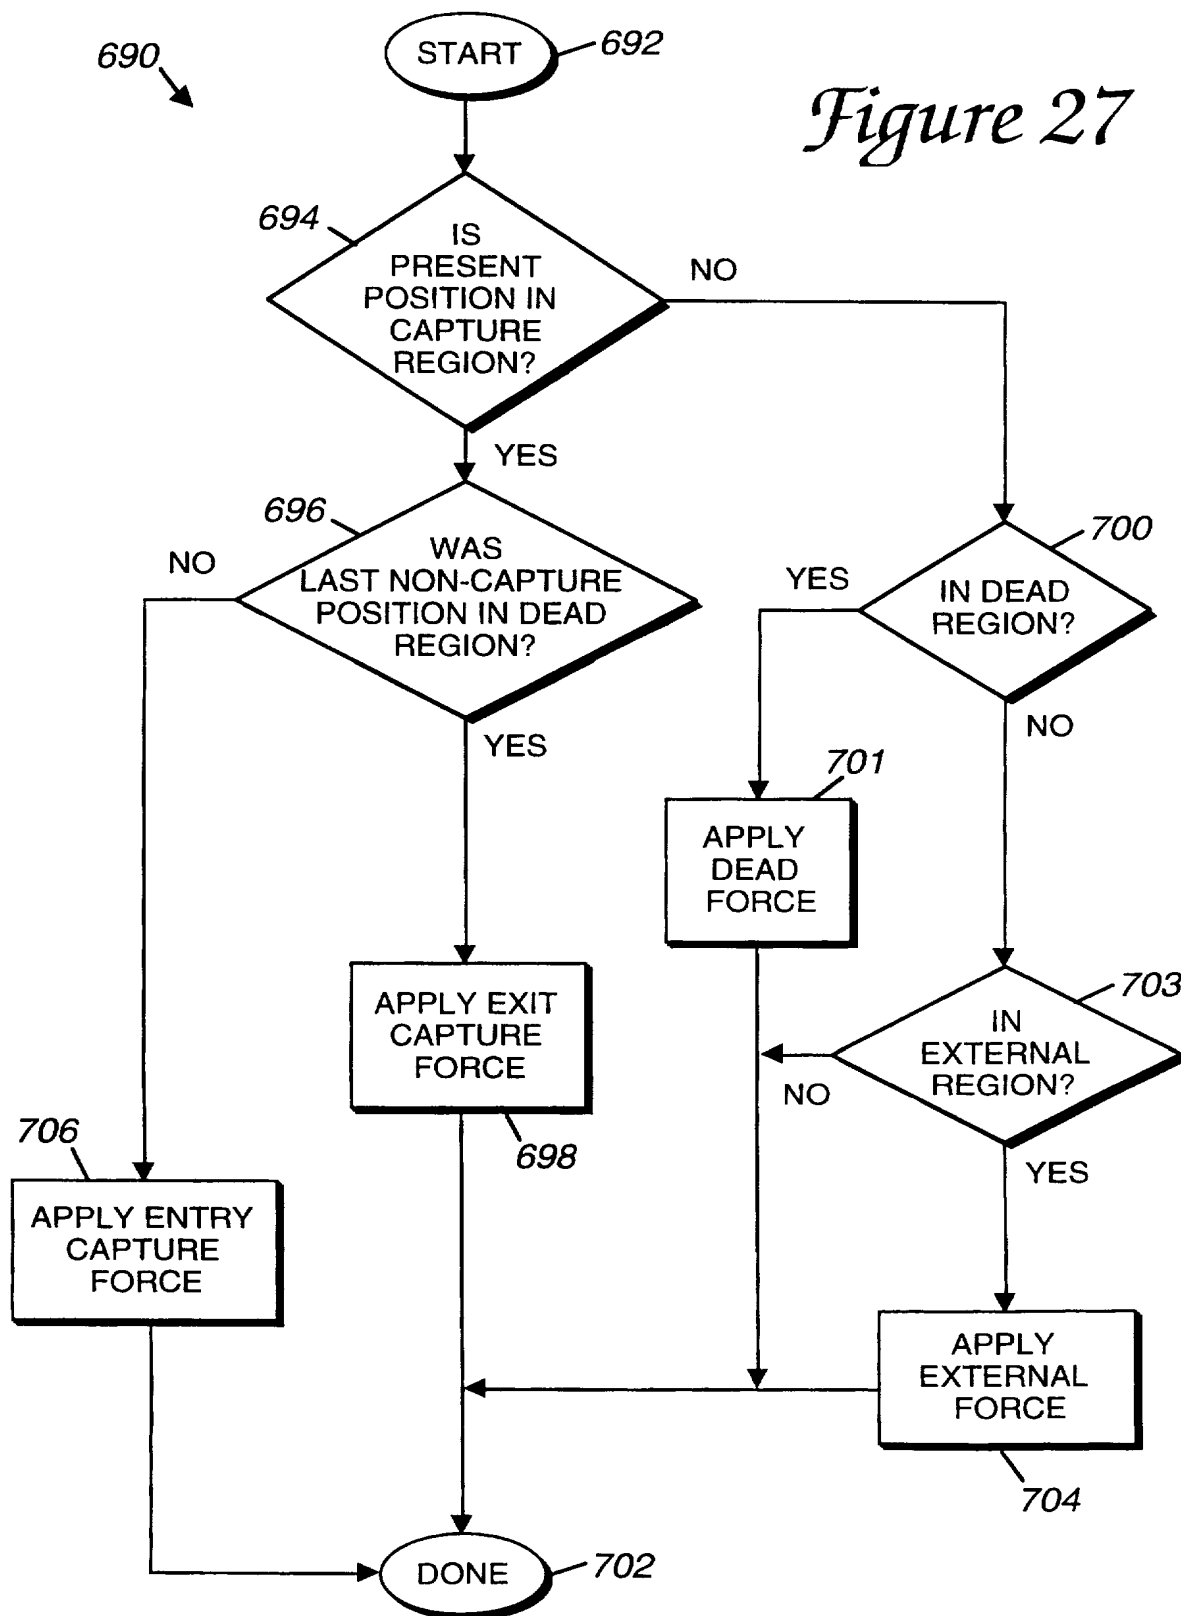 690
START
692
Figure 27
694
IS
PRESENT
POSITION IN
CAPTURE
REGION?
NO
YES
696
WAS
LAST NON-CAPTURE
POSITION IN DEAD
REGION?
NO
YES
700
IN DEAD
REGION?
YES
NO
701
APPLY
DEAD
FORCE
703
IN
EXTERNAL
REGION?
NO
YES
APPLY EXIT
CAPTURE
FORCE
698
706
APPLY ENTRY
CAPTURE
FORCE
APPLY
EXTERNAL
FORCE
704
DONE
702